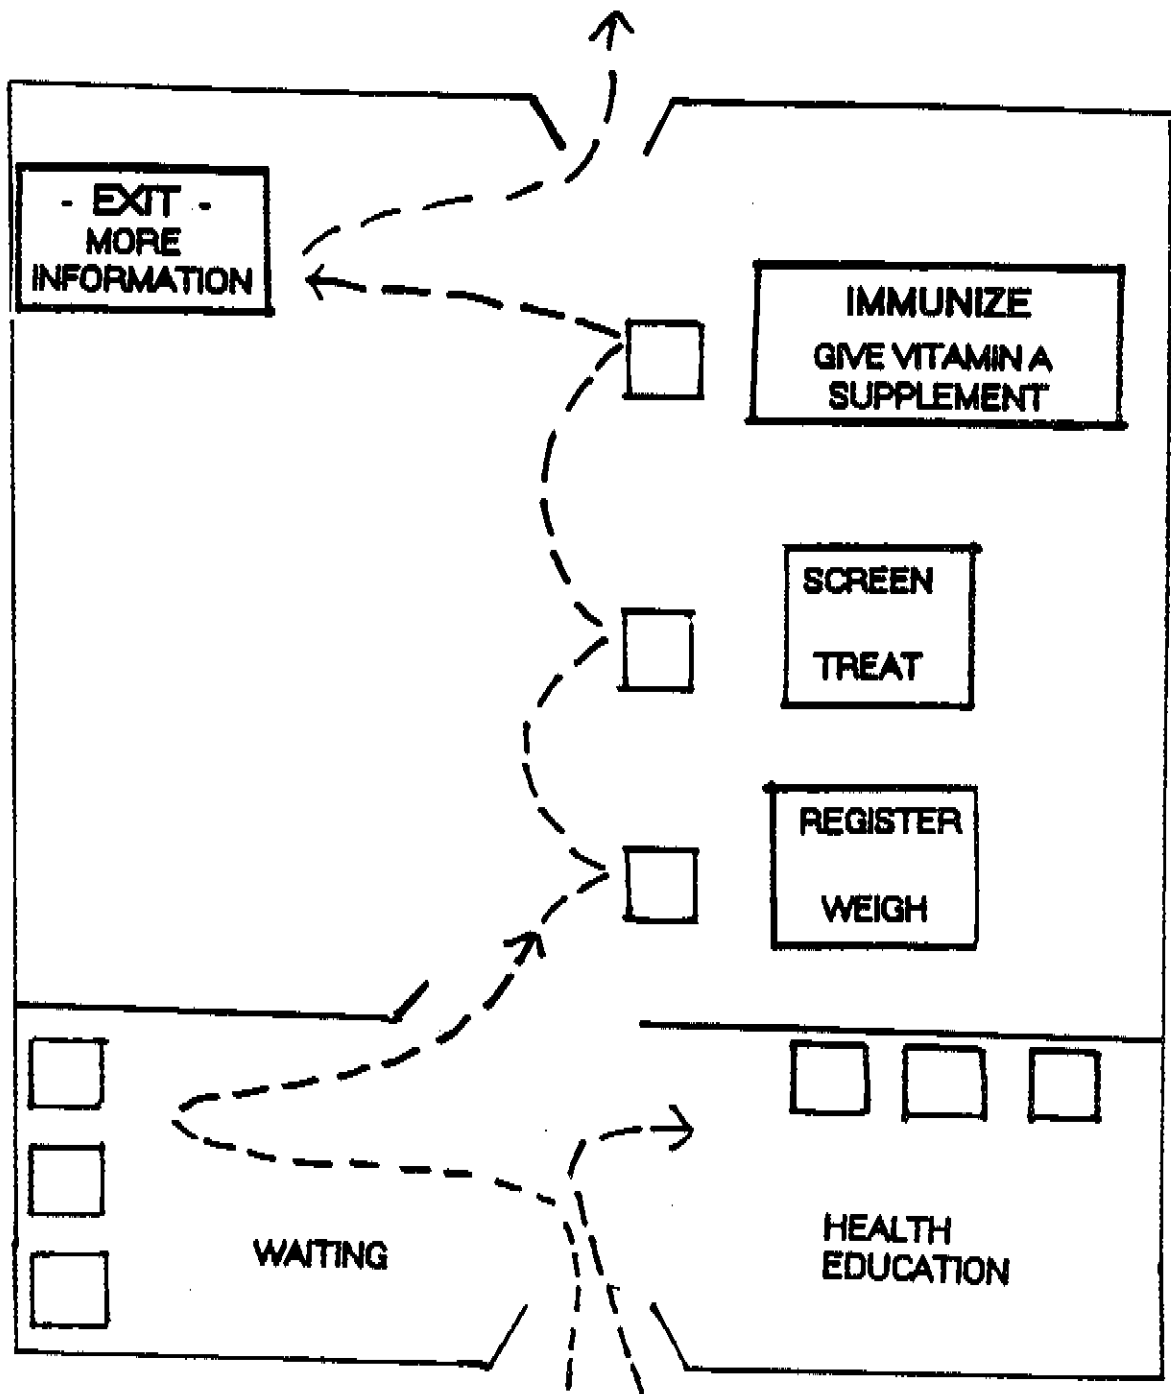 - EXIT -
MORE
INFORMATION
IMMUNIZE
GIVE VITAMIN A
SUPPLEMENT
SCREEN
TREAT
REGISTER
WEIGH
WAITING
HEALTH
EDUCATION